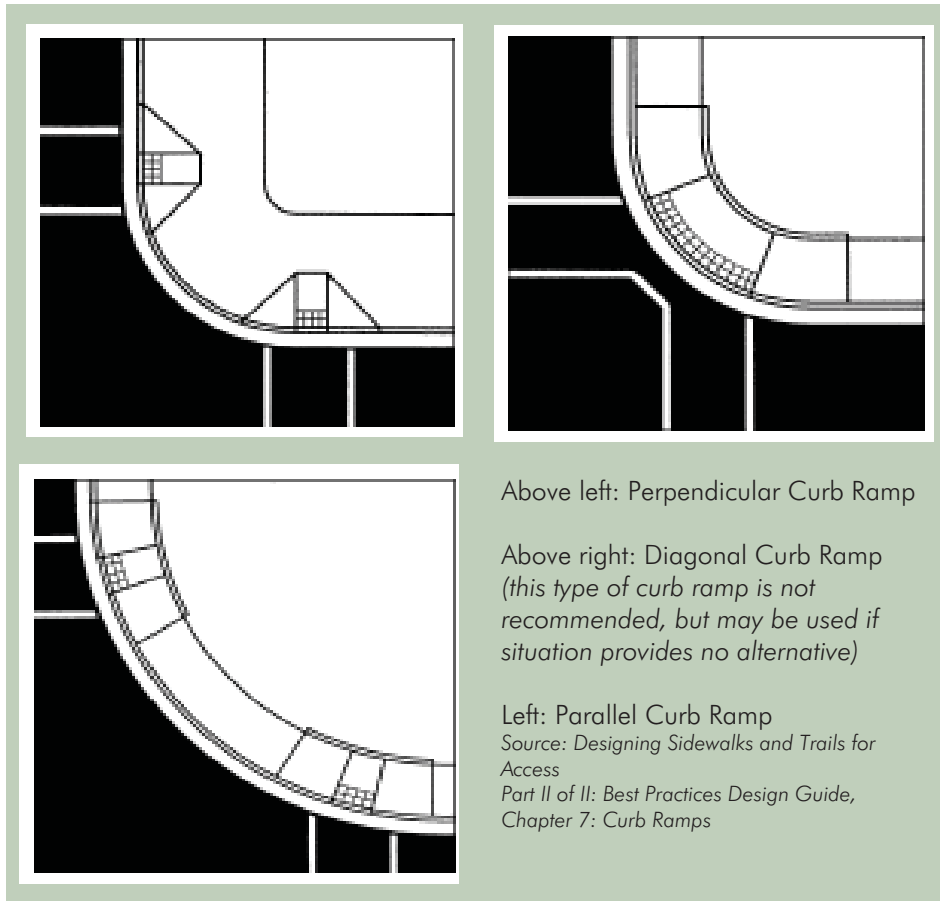 Above left: Perpendicular Curb Ramp
Above right: Diagonal Curb Ramp
(this type of curb ramp is not
recommended, but may be used if
situation provides no alternative)
Left: Parallel Curb Ramp
Source: Designing Sidewalks and Trails for
Access
Part II of II: Best Practices Design Guide,
Chapter 7: Curb Ramps